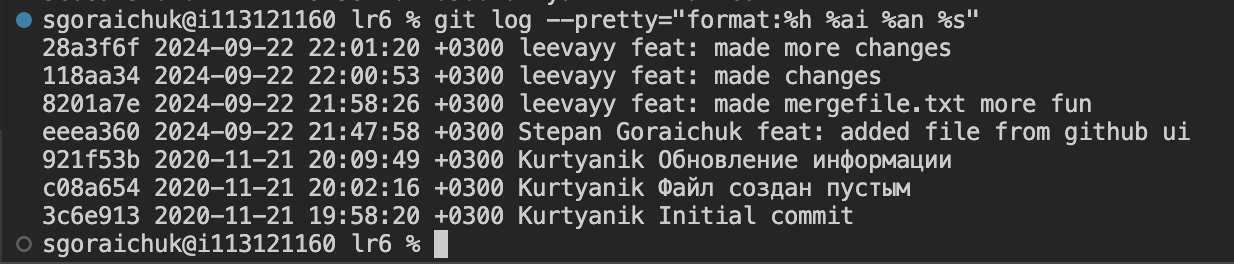 sgoraichuk@i113121160 lr6 % git log --pretty="format:%h %ai %an %s"
28a3f6f 2024-09-22 22:01:20 +0300 leevayy feat: made more changes
118aa34 2024-09-22 22:00:53 +0300 leevayy feat: made changes
8201a7e 2024-09-22 21:58:26 +0300 leevayy feat: made mergefile.txt more fun
eeea360 2024-09-22 21:47:58 +0300 Stepan Goraichuk feat: added file from github ui
921f53b 2020-11-21 20:09:49 +0300 Kurtyanik Обновление информации
c08a654 2020-11-21 20:02:16 +0300 Kurtyanik Файл создан пустым
3c6e913 2020-11-21 19:58:20 +0300 Kurtyanik Initial commit
sgoraichuk@i113121160 lr6 %